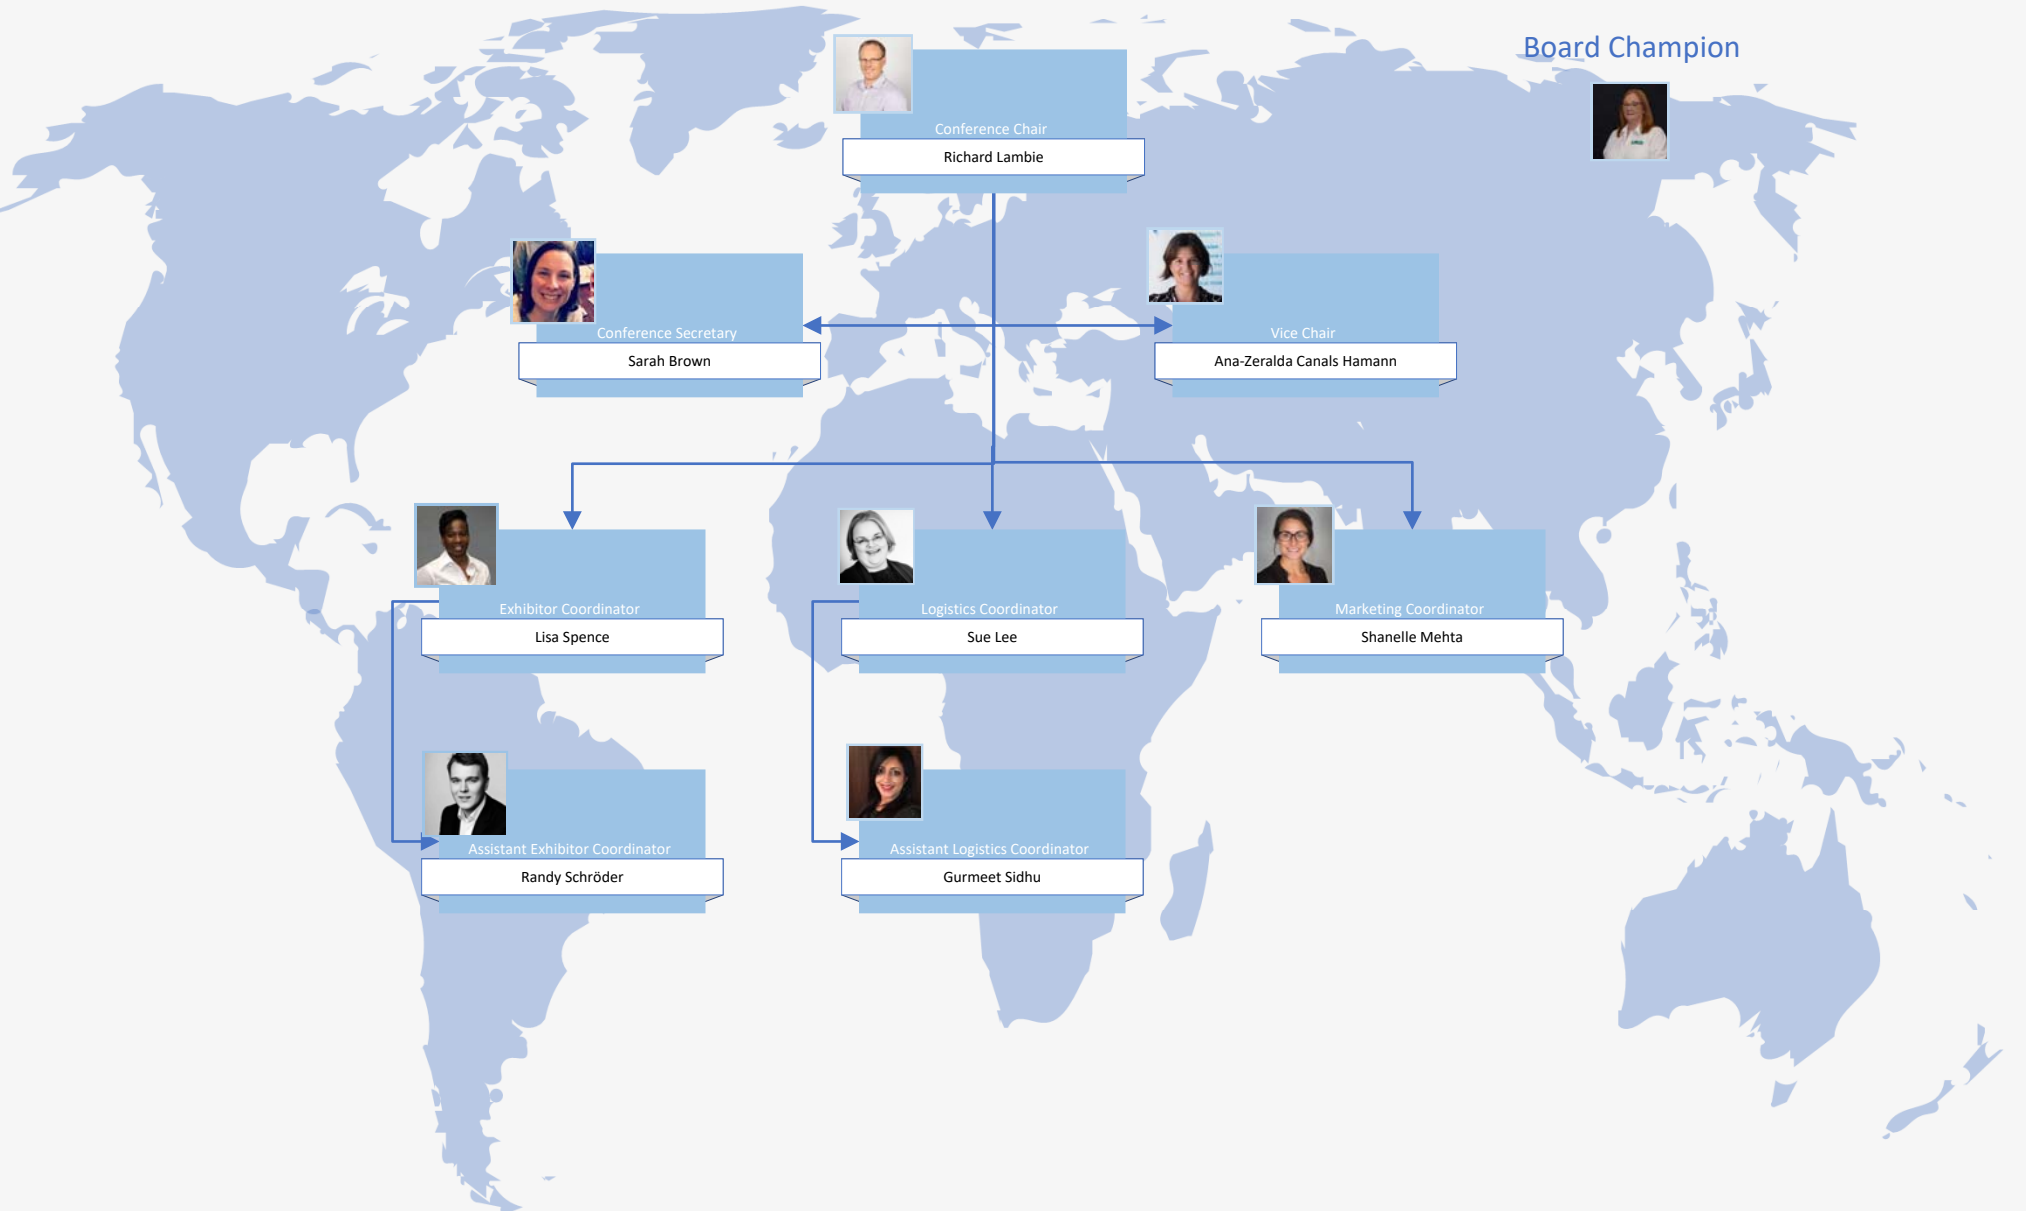 Board Champion
Conference Chair
Richard Lambie
Conference Secretary
Sarah Brown
Vice Chair
Ana-Zeralda Canals Hamann
Exhibitor Coordinator
Lisa Spence
Logistics Coordinator
Sue Lee
Marketing Coordinator
Shanelle Mehta
Assistant Exhibitor Coordinator
Randy Schröder
Assistant Logistics Coordinator
Gurmeet Sidhu